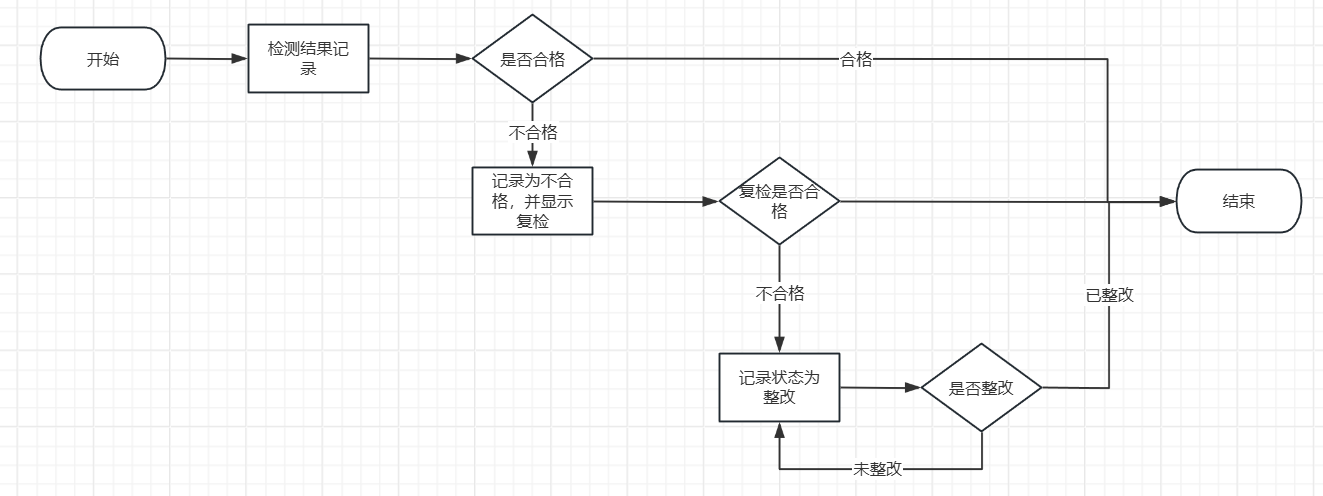 开始
检测结果记
录
是否合格
合格
不合格
记录为不合
格，并显示
复检
复检是否合
格
结束
不合格
已整改
记录状态为
整改
是否整改
未整改